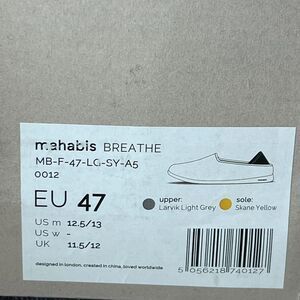 mahabis BREATHE
MB-F-47-LG-SY-A5
0012
EU 47
upper:
Larvik Light Grey
sole:
Skane Yellow
US m 12.5/13
US w -
UK 11.5/12
designed in london, created in china, loved worldwide
5 056218 740127